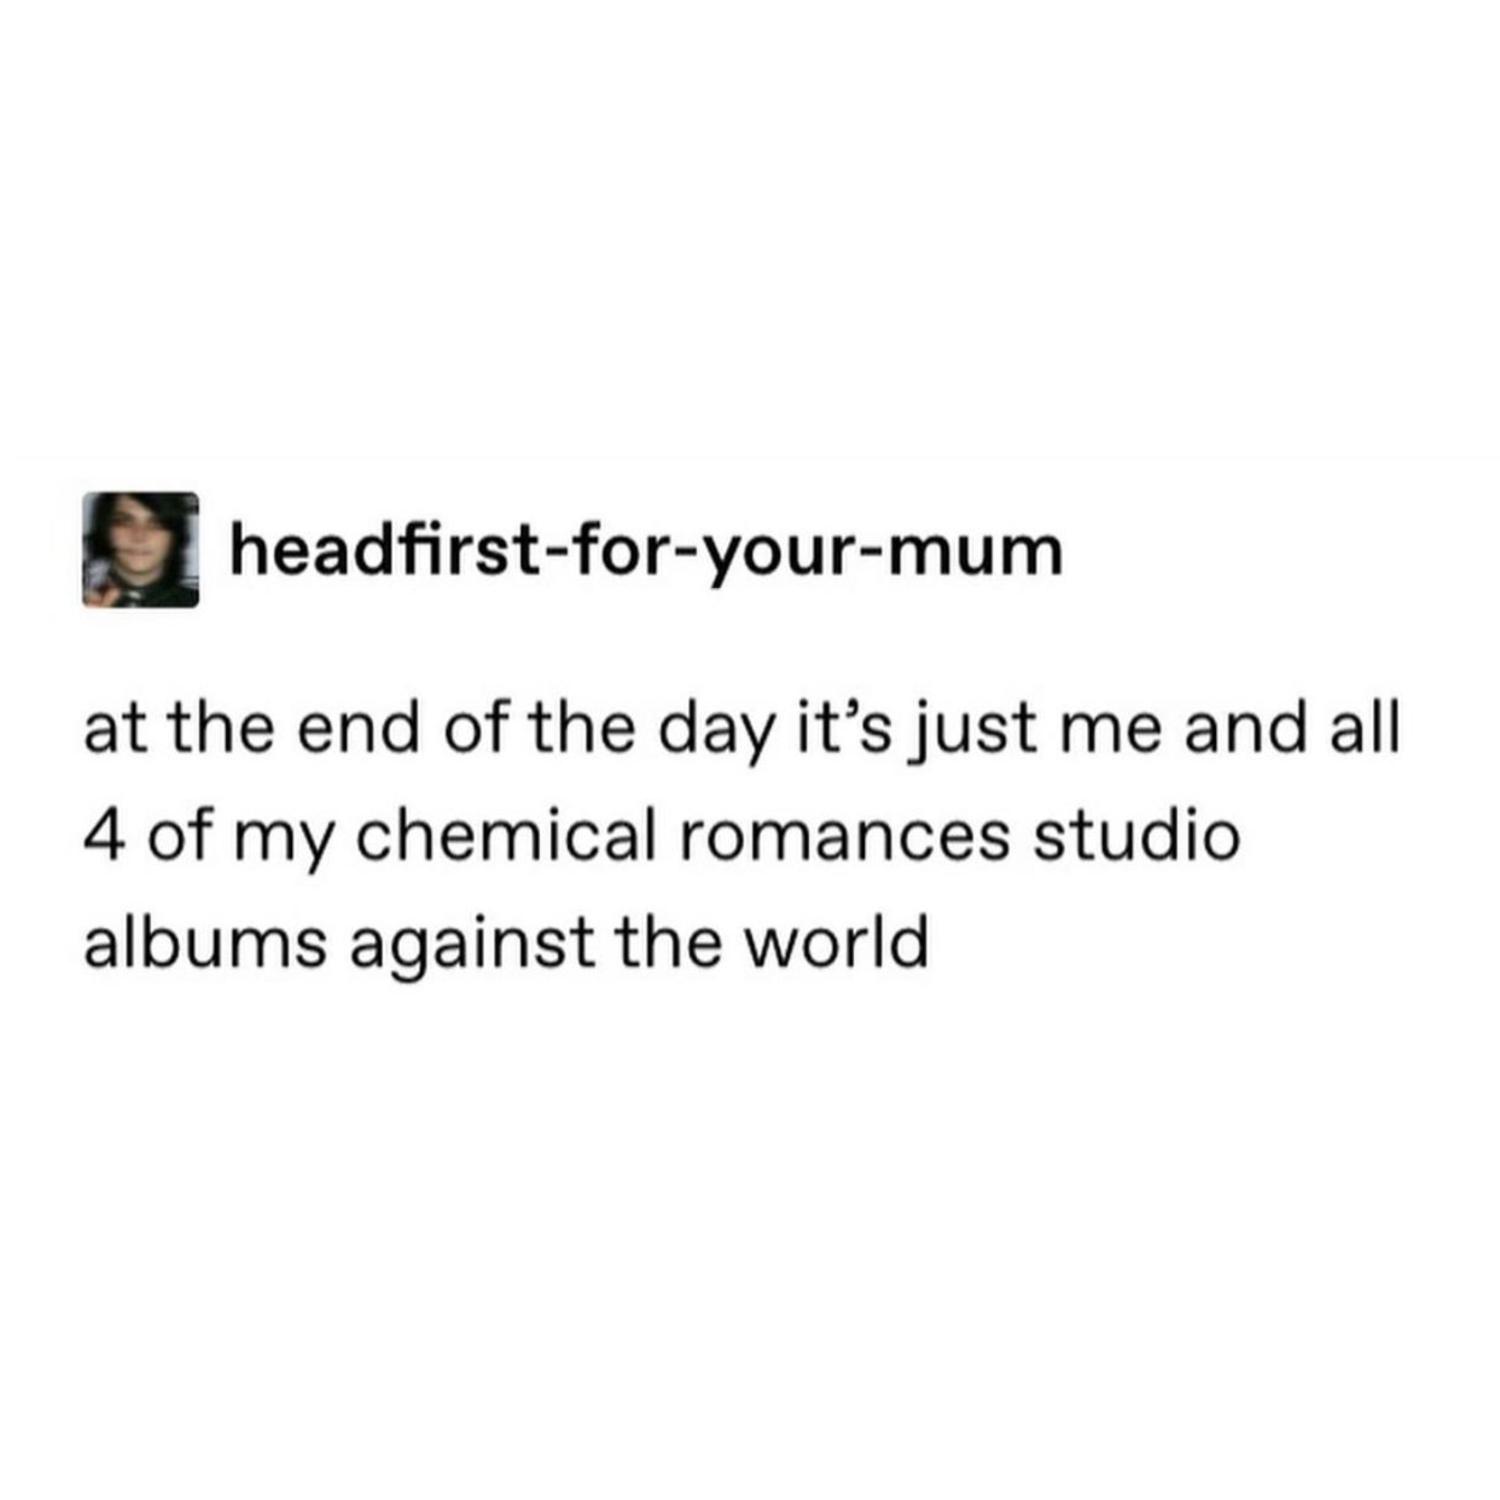 headfirst-for-your-mum
at the end of the day it’s just me and all
4 of my chemical romances studio
albums against the world